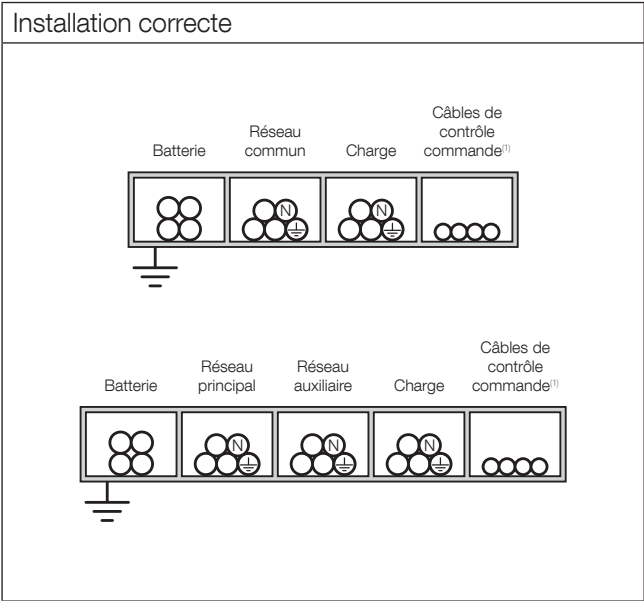 Installation correcte
Câbles de
contrôle
commande(1)
Réseau
commun
Batterie
Charge
N
N
Câbles de
contrôle
commande(1)
Réseau
principal
Réseau
auxiliaire
Batterie
Charge
N
N
N